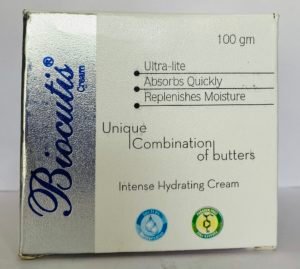 Biocutis®
Cream
100 gm
Ultra-lite
Absorbs Quickly
Replenishes Moisture
Unique
Combination
of butters
Intense Hydrating Cream